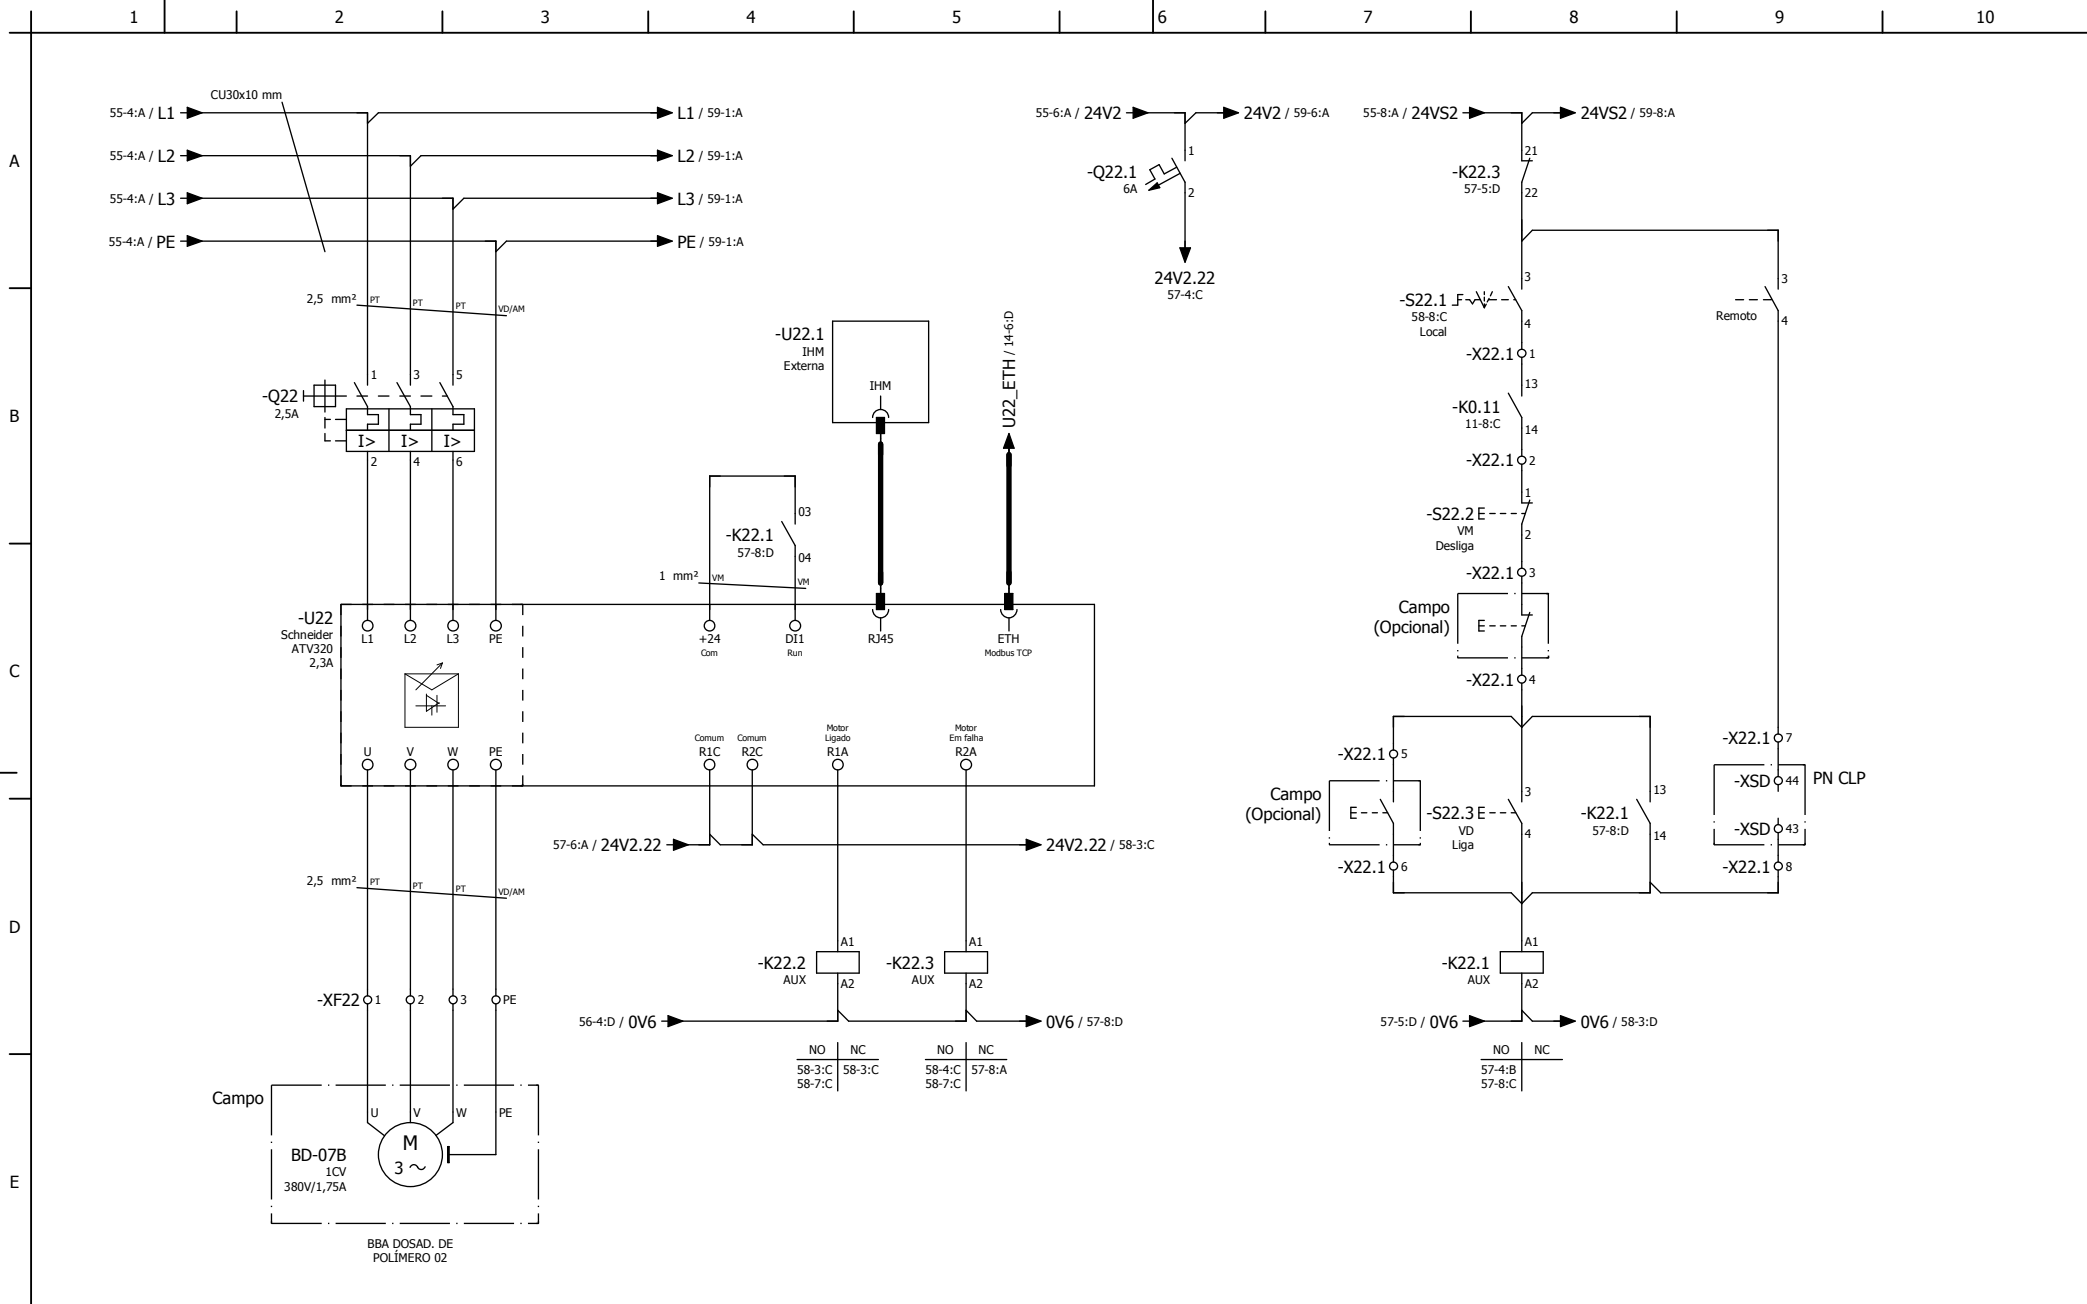 1 2 3 4 5 6 7 8 9 10
A
B
C
D
E
CU30x10 mm
55-4:A / L1
L1 / 59-1:A
55-4:A / L2
L2 / 59-1:A
55-4:A / L3
L3 / 59-1:A
55-4:A / PE
PE / 59-1:A
2,5 mm²
PT
PT
PT
VD/AM
-Q22
2,5A
1
3
5
I>
I>
I>
2
4
6
-U22
Schneider
ATV320
2,3A
L1
L2
L3
PE
U
V
W
PE
2,5 mm²
PT
PT
PT
VD/AM
-XF22
1
2
3
PE
Campo
U
V
W
PE
M
3 ~
BD-07B
1CV
380V/1,75A
BBA DOSAD. DE
POLÍMERO 02
-U22.1
IHM
Externa
IHM
U22_ETH / 14-6:D
03
-K22.1
57-8:D
04
1 mm²
VM
VM
+24
Com
DI1
Run
RJ45
ETH
Modbus TCP
Comum
R1C
Comum
R2C
Motor
Ligado
R1A
Motor
Em falha
R2A
57-6:A / 24V2.22
24V2.22 / 58-3:C
A1
-K22.2
AUX
A2
A1
-K22.3
AUX
A2
56-4:D / 0V6
0V6 / 57-8:D
NO NC
58-3:C 58-3:C
58-7:C
NO NC
58-4:C 57-8:A
58-7:C
55-6:A / 24V2
24V2 / 59-6:A
1
-Q22.1
6A
2
24V2.22
57-4:C
55-8:A / 24VS2
24VS2 / 59-8:A
21
-K22.3
57-5:D
22
3
-S22.1
58-8:C
Local
4
-X22.1 1
13
-K0.11
11-8:C
14
-X22.1 2
1
-S22.2 E
VM
Desliga
2
-X22.1 3
Campo
(Opcional)
E
-X22.1 4
-X22.1 5
Campo
(Opcional)
E
-X22.1 6
3
-S22.3 E
VD
Liga
4
13
-K22.1
57-8:D
14
3
Remoto
4
-X22.1 7
-XSD 44
PN CLP
-XSD 43
-X22.1 8
A1
-K22.1
AUX
A2
57-5:D / 0V6
0V6 / 58-3:D
NO NC
57-4:B
57-8:C